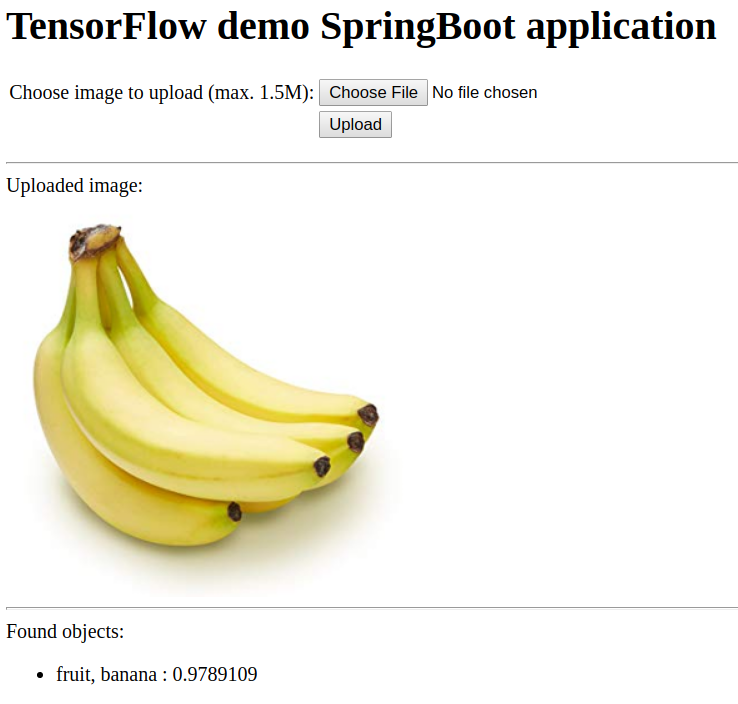 TensorFlow demo SpringBoot application
Choose image to upload (max. 1.5M): Choose File No file chosen
Upload
Uploaded image:
Found objects:
fruit, banana : 0.9789109